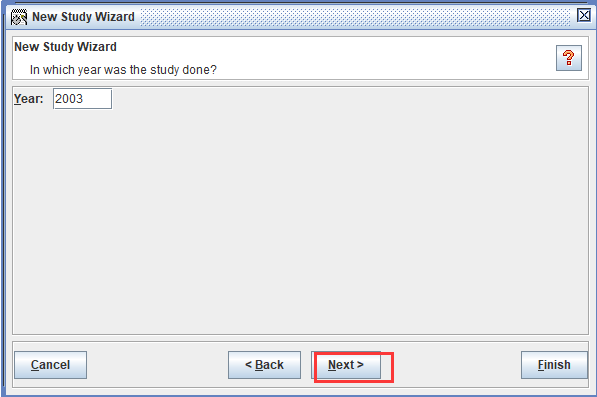 New Study Wizard
New Study Wizard
In which year was the study done?
?
Year: 2003
Cancel < Back Next > Finish